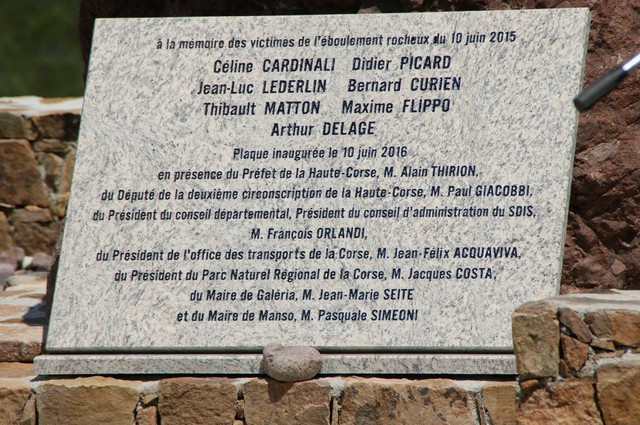 à la mémoire des victimes de l'éboulement rocheux du 10 juin 2015
Céline CARDINALI Didier PICARD
Jean-Luc LEDERLIN Bernard CURIEN
Thibault MATTON Maxime FLIPPO
Arthur DELAGE
Plaque inaugurée le 10 juin 2016
en présence du Préfet de la Haute-Corse, M. Alain THIRION,
du Député de la deuxième circonscription de la Haute-Corse, M. Paul GIACOBBI,
du Président du conseil départemental, Président du conseil d'administration du SDIS,
M. François ORLANDI,
du Président de l'office des transports de la Corse, M. Jean-Félix ACQUAVIVA,
du Président du Parc Naturel Régional de la Corse, M. Jacques COSTA,
du Maire de Galéria, M. Jean-Marie SEITE
et du Maire de Manso, M. Pasquale SIMEONI